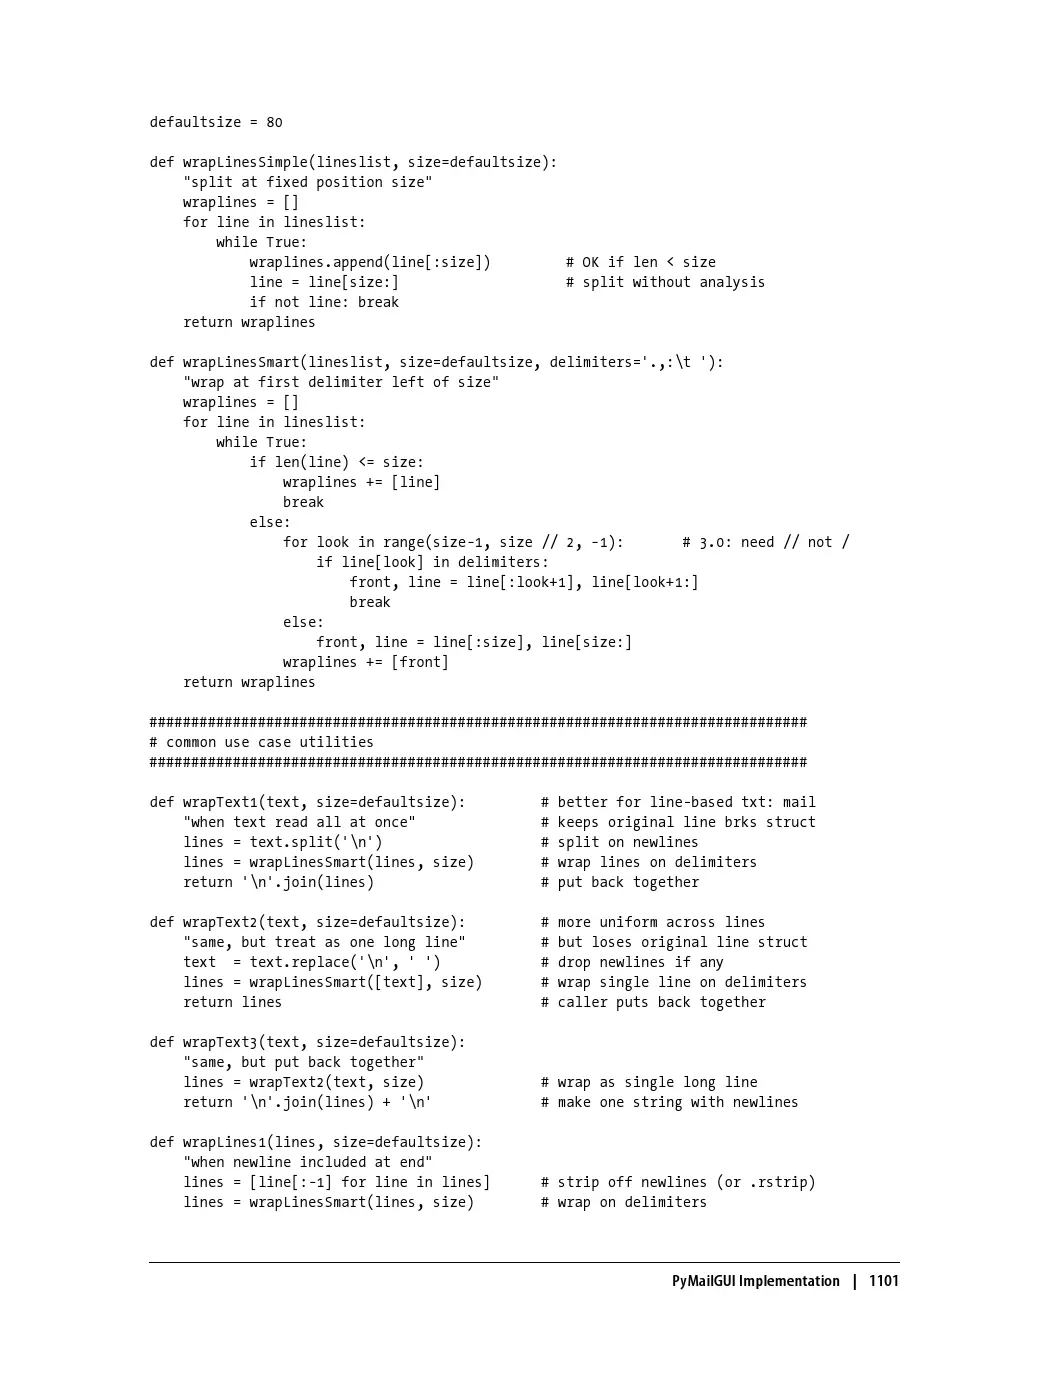 defaultsize = 80

def wrapLinesSimple(lineslist, size=defaultsize):
    "split at fixed position size"
    wraplines = []
    for line in lineslist:
        while True:
            wraplines.append(line[:size])         # OK if len < size
            line = line[size:]                    # split without analysis
            if not line: break
    return wraplines

def wrapLinesSmart(lineslist, size=defaultsize, delimiters='.,:\t '):
    "wrap at first delimiter left of size"
    wraplines = []
    for line in lineslist:
        while True:
            if len(line) <= size:
                wraplines += [line]
                break
            else:
                for look in range(size-1, size // 2, -1):       # 3.0: need // not /
                    if line[look] in delimiters:
                        front, line = line[:look+1], line[look+1:]
                        break
                else:
                    front, line = line[:size], line[size:]
                wraplines += [front]
    return wraplines

###############################################################################
# common use case utilities
###############################################################################

def wrapText1(text, size=defaultsize):         # better for line-based txt: mail
    "when text read all at once"               # keeps original line brks struct
    lines = text.split('\n')                   # split on newlines
    lines = wrapLinesSmart(lines, size)        # wrap lines on delimiters
    return '\n'.join(lines)                    # put back together

def wrapText2(text, size=defaultsize):         # more uniform across lines
    "same, but treat as one long line"         # but loses original line struct
    text  = text.replace('\n', ' ')            # drop newlines if any
    lines = wrapLinesSmart([text], size)       # wrap single line on delimiters
    return lines                               # caller puts back together

def wrapText3(text, size=defaultsize):
    "same, but put back together"
    lines = wrapText2(text, size)              # wrap as single long line
    return '\n'.join(lines) + '\n'             # make one string with newlines

def wrapLines1(lines, size=defaultsize):
    "when newline included at end"
    lines = [line[:-1] for line in lines]      # strip off newlines (or .rstrip)
    lines = wrapLinesSmart(lines, size)        # wrap on delimiters

PyMailGUI Implementation | 1101